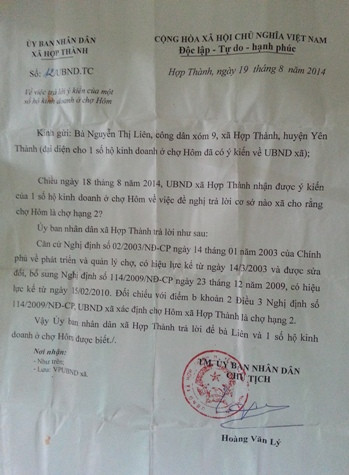 ỦY BAN NHÂN DÂN
XÃ HỢP THÀNH
Số: /UBND.TC
Về việc trả lời ý kiến của một
số hộ kinh doanh ở chợ Hôm
CỘNG HÒA XÃ HỘI CHỦ NGHĨA VIỆT NAM
Độc lập - Tự do - hạnh phúc
Hợp Thành, ngày 19 tháng 8 năm 2014
Kính gửi: Bà Nguyễn Thị Liên, công dân xóm 9, xã Hợp Thành, huyện Yên
Thành (đại diện cho 1 số hộ kinh doanh ở chợ Hôm đã có ý kiến về UBND xã);
Chiều ngày 18 tháng 8 năm 2014, UBND xã Hợp Thành nhận được ý kiến
của 1 số hộ kinh doanh ở chợ Hôm về việc đề nghị trả lời cơ sở nào xã cho rằng
chợ Hôm là chợ hạng 2?
Ủy ban nhân dân xã Hợp Thành trả lời như sau:
Căn cứ Nghị định số 02/2003/NĐ-CP ngày 14 tháng 01 năm 2003 của Chính
phủ về phát triển và quản lý chợ, có hiệu lực kể từ ngày 14/3/2003 và được sửa
đổi, bổ sung Nghị định số 114/2009/NĐ-CP ngày 23 tháng 12 năm 2009, có hiệu
lực kể từ ngày 15/02/2010. Đối chiếu với điểm b khoản 2 Điều 3 Nghị định số
114/2009/NĐ-CP, UBND xã xác định chợ Hôm xã Hợp Thành là chợ hạng 2.
Vậy Ủy ban nhân dân xã Hợp Thành trả lời để bà Liên và 1 số hộ kinh
doanh ở chợ Hôn được biết./.
Nơi nhận:
- Như trên;
- Lưu: VPUBND xã.
TM. ỦY BAN NHÂN DÂN
CHỦ TỊCH
Hoàng Văn Lý